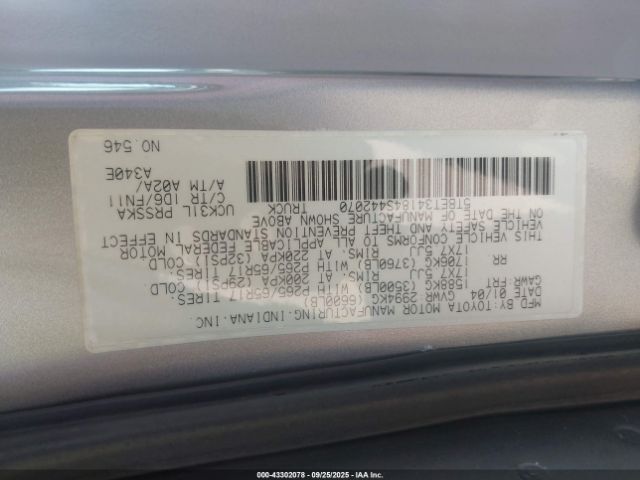 MFD BY: TOYOTA MOTOR MANUFACTURING, INDIANA, INC.
DATE 01/04 GVWR 2994KG (6600LB)
GAWR FRT 1588KG (3500LB) WITH P265/65R17 TIRES,
17X7.5JJ RIMS, AT 200KPA (29PSI) COLD
RR 1706KG (3760LB) WITH P265/65R17 TIRES,
17X7.5JJ RIMS, AT 220KPA (32PSI) COLD
THIS VEHICLE CONFORMS TO ALL APPLICABLE FEDERAL MOTOR
VEHICLE SAFETY AND THEFT PREVENTION STANDARDS IN EFFECT
ON THE DATE OF MANUFACTURE SHOWN ABOVE.
5TBET34184S442070 TRUCK
UCK31L PRSSKA
C/TR 1D6/FN11
A/TM A02A/
A340E
NO.546
000-43302078 - 09/25/2025 - IAAI.COM